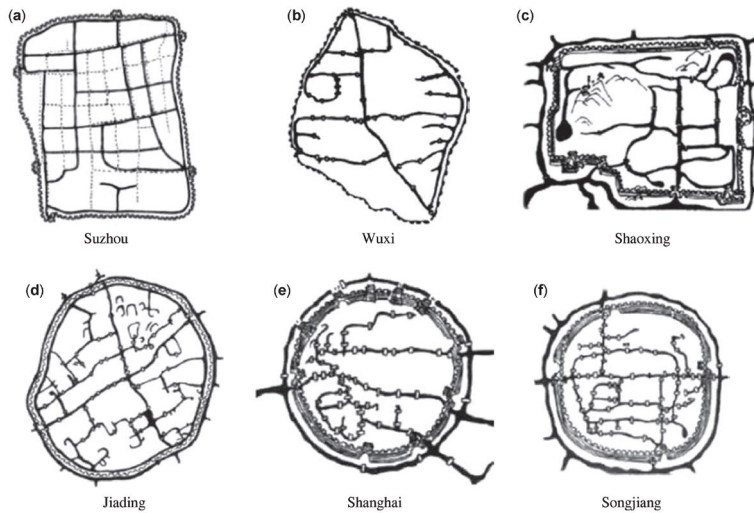 (a)
Suzhou
(b)
Wuxi
(c)
Shaoxing
(d)
Jiading
(e)
Shanghai
(f)
Songjiang